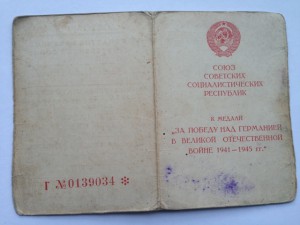 Г №0139034 *
СОЮЗ
СОВЕТСКИХ
СОЦИАЛИСТИЧЕСКИХ
РЕСПУБЛИК
К МЕДАЛИ
„ЗА ПОБЕДУ НАД ГЕРМАНИЕЙ
В ВЕЛИКОЙ ОТЕЧЕСТВЕННОЙ
ВОЙНЕ 1941—1945 гг."